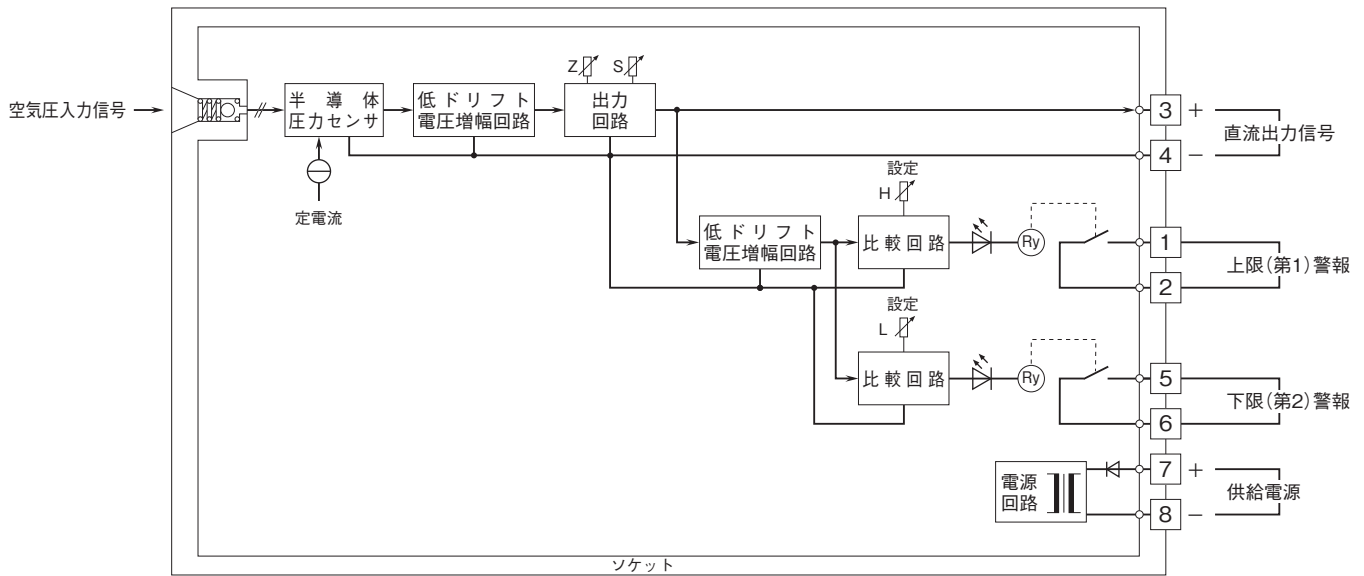 空気圧入力信号
半導体
圧力センサ
定電流
低ドリフト
電圧増幅回路
Z
S
出力
回路
3
+
4
−
直流出力信号
低ドリフト
電圧増幅回路
設定
H
比較回路
Ry
1
2
上限(第1)警報
設定
L
比較回路
Ry
5
6
下限(第2)警報
電源
回路
7
+
8
−
供給電源
ソケット